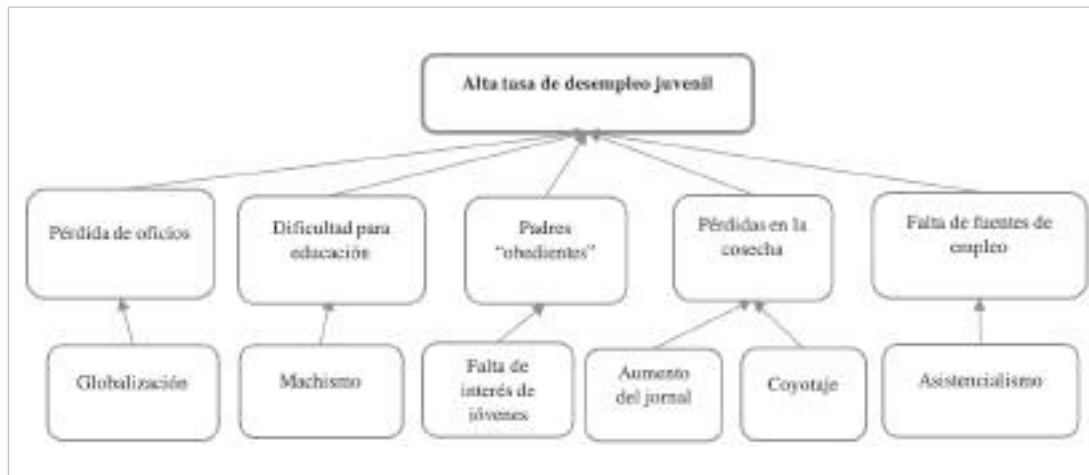 Alta tasa de desempleo juvenil
Pérdida de oficios
Dificultad para
educación
Padres
“obedientes”
Pérdidas en la
cosecha
Falta de fuentes de
empleo
Globalización
Machismo
Falta de
interés de
jóvenes
Aumento
del jornal
Coyotaje
Asistencialismo